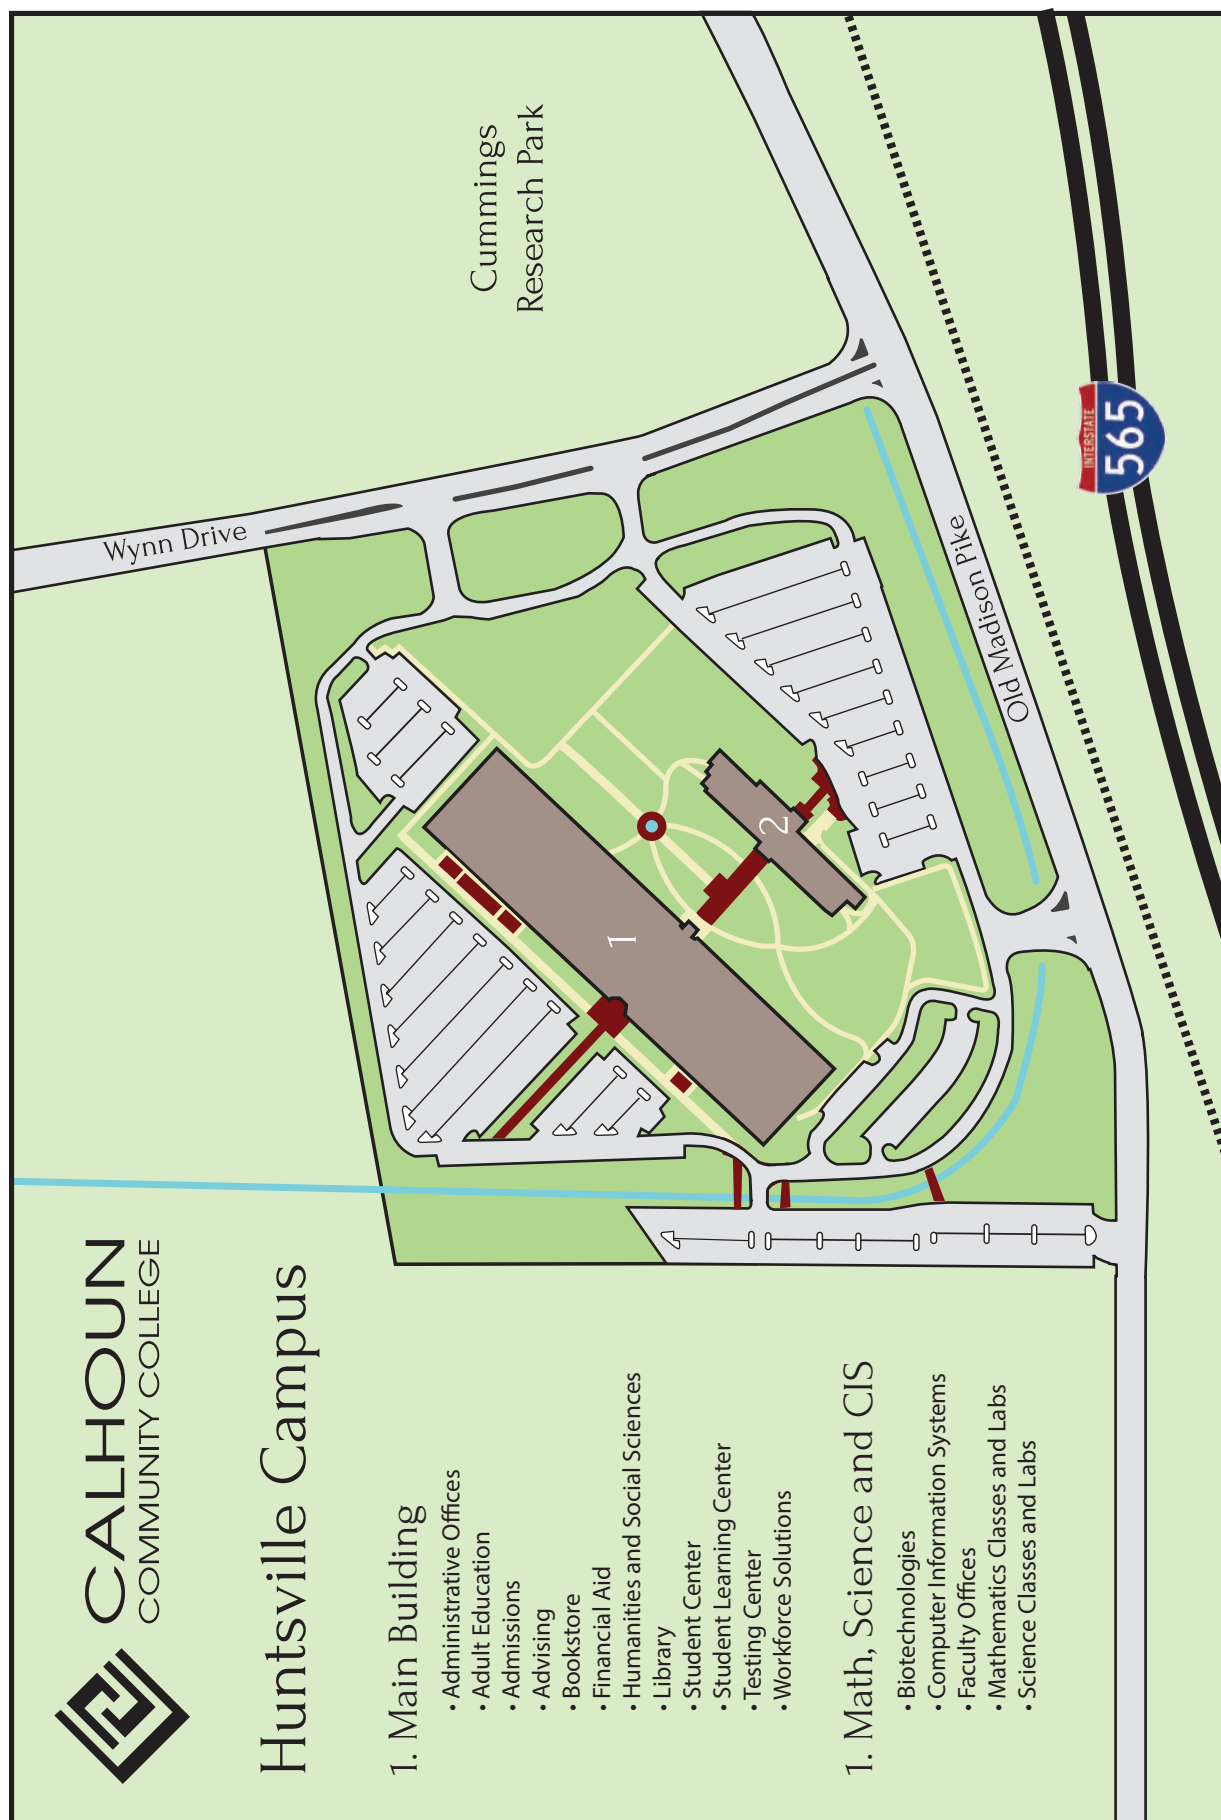 CALHOUN
COMMUNITY COLLEGE
Huntsville Campus
1. Main Building
• Administrative Offices
• Adult Education
• Admissions
• Advising
• Bookstore
• Financial Aid
• Humanities and Social Sciences
• Library
• Student Center
• Student Learning Center
• Testing Center
• Workforce Solutions
1. Math, Science and CIS
• Biotechnologies
• Computer Information Systems
• Faculty Offices
• Mathematics Classes and Labs
• Science Classes and Labs
Wynn Drive
Cummings
Research Park
1
2
Old Madison Pike
INTERSTATE
565